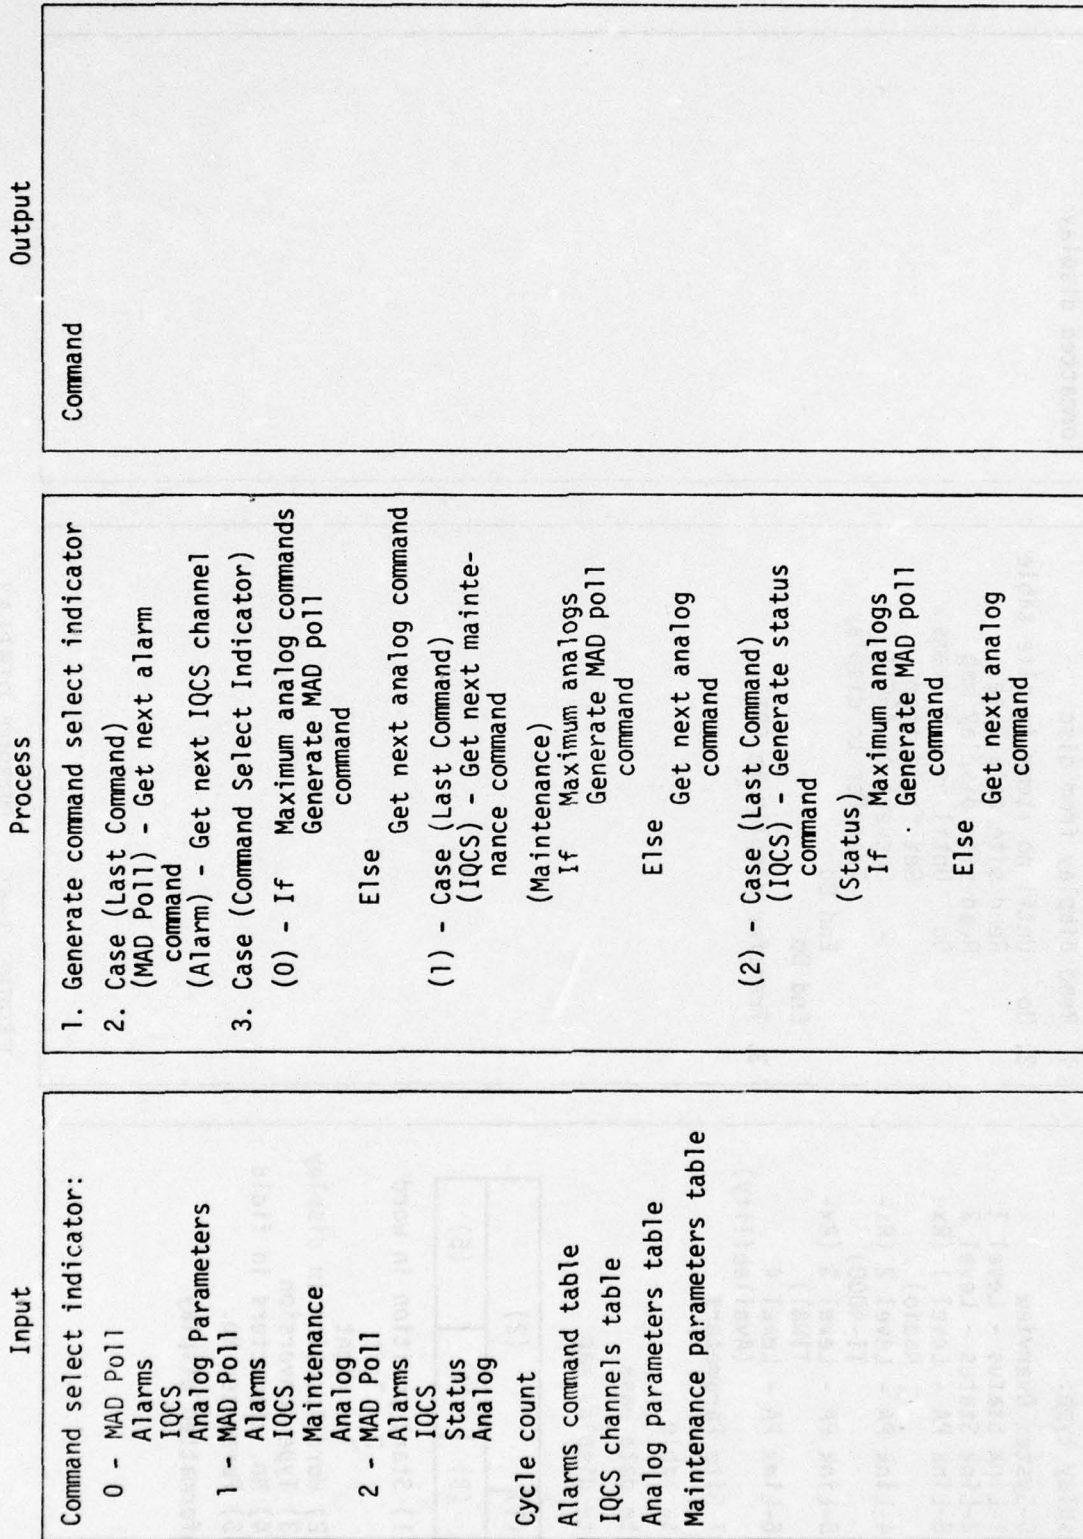 Input
Command select indicator:
0 - MAD Poll
Alarms
IQCS
Analog Parameters
1 - MAD Poll
Alarms
IQCS
Maintenance
Analog
2 - MAD Poll
Alarms
IQCS
Status
Analog
Cycle count
Alarms command table
IQCS channels table
Analog parameters table
Maintenance parameters table
Process
1. Generate command select indicator
2. Case (Last Command)
(MAD Poll) - Get next alarm
command
(Alarm) - Get next IQCS channel
3. Case (Command Select Indicator)
(0) - If Maximum analog commands
Generate MAD poll
command
Else
Get next analog command
(1) - Case (Last Command)
(IQCS) - Get next mainte-
nance command
(Maintenance)
If Maximum analogs
Generate MAD poll
command
Else
Get next analog
command
(2) - Case (Last Command)
(IQCS) - Generate status
command
(Status)
If Maximum analogs
Generate MAD poll
command
Else
Get next analog
command
Output
Command